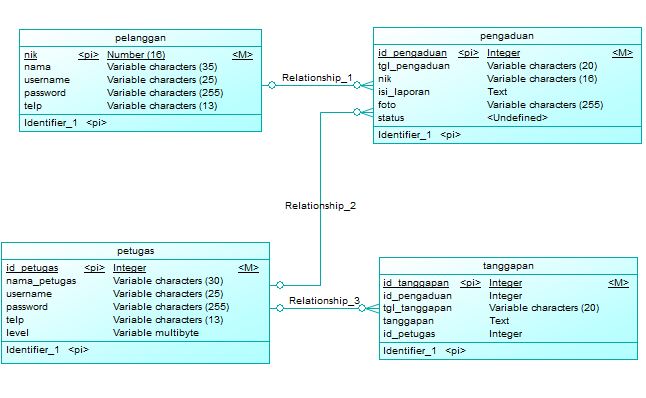 pelanggan
nik <pi> Number (16) <M>
nama Variable characters (35)
username Variable characters (25)
password Variable characters (255)
telp Variable characters (13)
Identifier_1 <pi>
Relationship_1
pengaduan
id_pengaduan <pi> Integer <M>
tgl_pengaduan Variable characters (20)
nik Variable characters (16)
isi_laporan Text
foto Variable characters (255)
status <Undefined>
Identifier_1 <pi>
Relationship_2
petugas
id_petugas <pi> Integer <M>
nama_petugas Variable characters (30)
username Variable characters (25)
password Variable characters (255)
telp Variable characters (13)
level Variable multibyte
Identifier_1 <pi>
Relationship_3
tanggapan
id_tanggapan <pi> Integer <M>
id_pengaduan Integer
tgl_tanggapan Variable characters (20)
tanggapan Text
id_petugas Integer
Identifier_1 <pi>